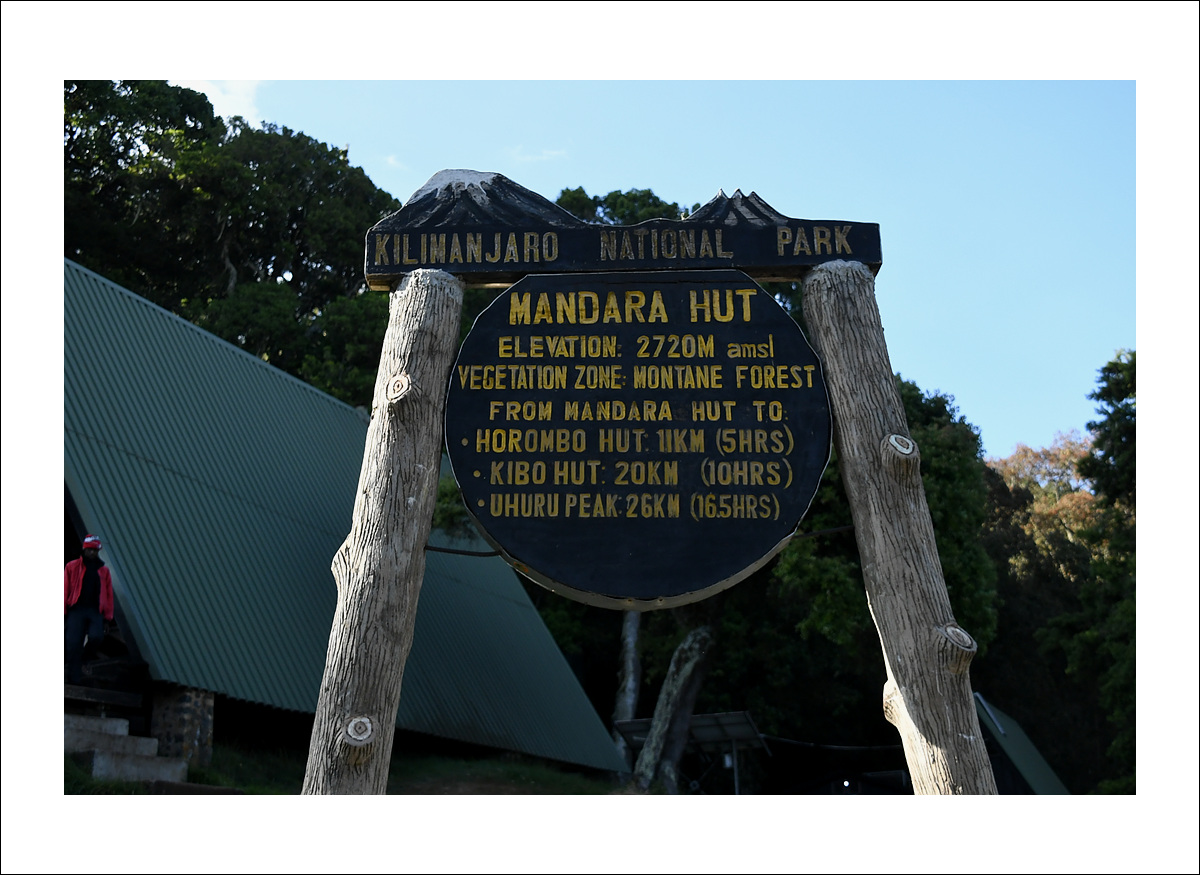 KILIMANJARO NATIONAL PARK
MANDARA HUT
ELEVATION: 2720M amsl
VEGETATION ZONE: MONTANE FOREST
FROM MANDARA HUT TO:
• HOROMBO HUT: 11KM (5HRS)
• KIBO HUT: 20KM (10HRS)
• UHURU PEAK: 26KM (16.5HRS)